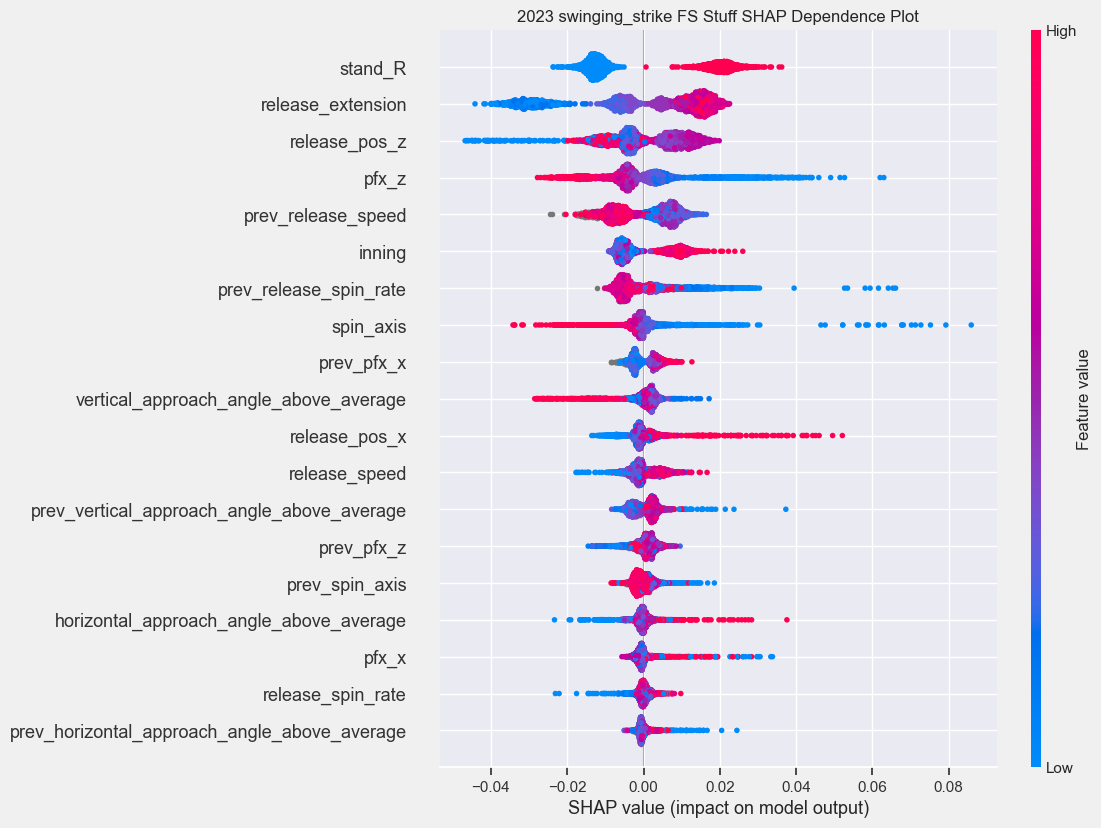 2023 swinging_strike FS Stuff SHAP Dependence Plot
High
stand_R
release_extension
release_pos_z
pfx_z
prev_release_speed
inning
prev_release_spin_rate
spin_axis
prev_pfx_x
vertical_approach_angle_above_average
release_pos_x
release_speed
prev_vertical_approach_angle_above_average
prev_pfx_z
prev_spin_axis
horizontal_approach_angle_above_average
pfx_x
release_spin_rate
prev_horizontal_approach_angle_above_average
Feature value
Low
−0.04 −0.02 0.00 0.02 0.04 0.06 0.08
SHAP value (impact on model output)